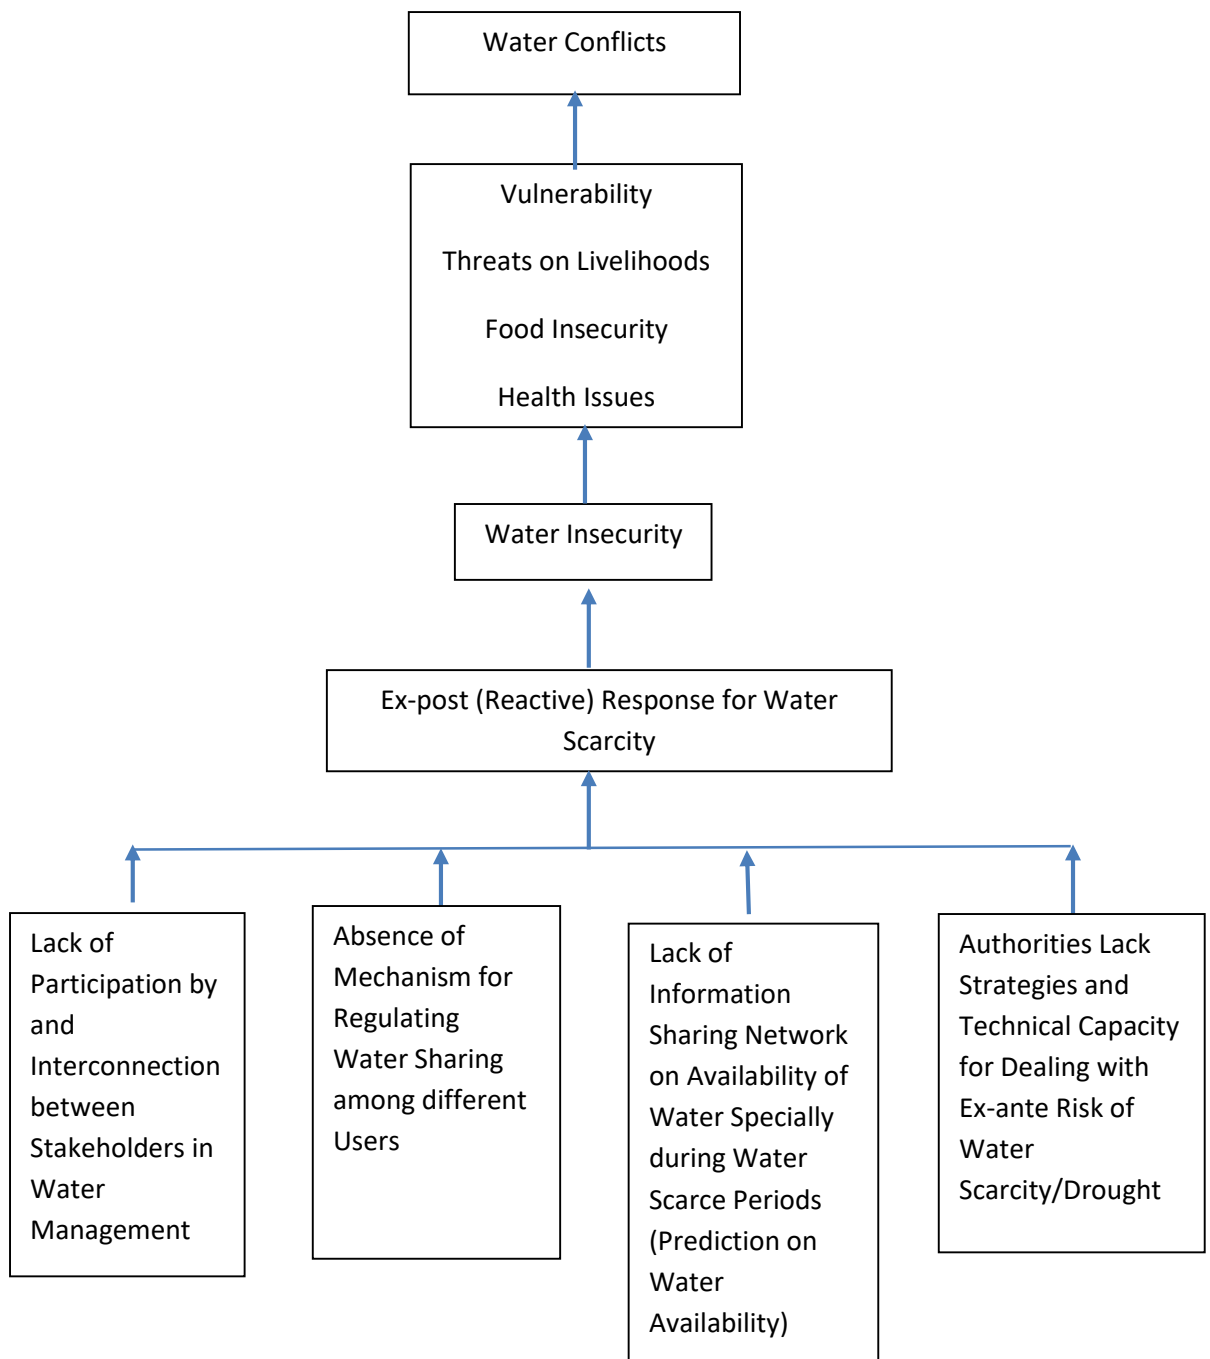 Water Conflicts
Vulnerability
Threats on Livelihoods
Food Insecurity
Health Issues
Water Insecurity
Ex-post (Reactive) Response for Water
Scarcity
Lack of
Participation by
and
Interconnection
between
Stakeholders in
Water
Management
Absence of
Mechanism for
Regulating
Water Sharing
among different
Users
Lack of
Information
Sharing Network
on Availability of
Water Specially
during Water
Scarce Periods
(Prediction on
Water
Availability)
Authorities Lack
Strategies and
Technical Capacity
for Dealing with
Ex-ante Risk of
Water
Scarcity/Drought